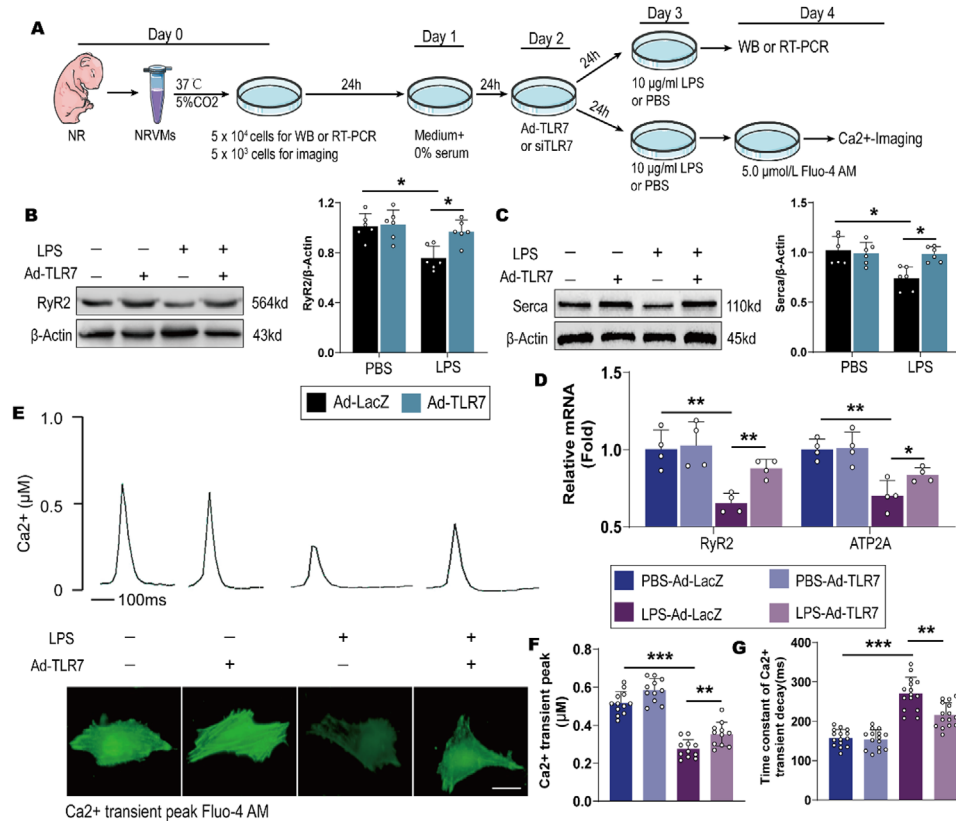 A
Day 0
Day 1
Day 2
Day 3
Day 4
NR
NRVMs
37℃
5%CO2
24h
24h
24h
24h
5 x 10⁴ cells for WB or RT-PCR
5 x 10³ cells for imaging
Medium+
0% serum
Ad-TLR7
or siTLR7
10 μg/ml LPS
or PBS
WB or RT-PCR
10 μg/ml LPS
or PBS
5.0 μmol/L Fluo-4 AM
Ca2+-Imaging
B
LPS — — + +
Ad-TLR7 — + — +
RyR2 564kd
β-Actin 43kd
RyR2/β-Actin
1.2
0.8
0.4
0.0
* *
PBS LPS
C
LPS — — + +
Ad-TLR7 — + — +
Serca 110kd
β-Actin 45kd
Serca/β-Actin
1.5
1.0
0.5
0.0
* *
PBS LPS
Ad-LacZ Ad-TLR7
D
Relative mRNA
(Fold)
1.0
0.5
** ** ** *
RyR2 ATP2A
PBS-Ad-LacZ PBS-Ad-TLR7
LPS-Ad-LacZ LPS-Ad-TLR7
E
Ca2+ (μM)
1.0
0.5
0
100ms
LPS — — + +
Ad-TLR7 — + — +
Ca2+ transient peak Fluo-4 AM
F
Ca2+ transient peak
(μM)
0.8
0.6
0.4
0.2
0.0
*** **
G
Time constant of Ca2+
transient decay(ms)
400
300
200
100
0
*** **